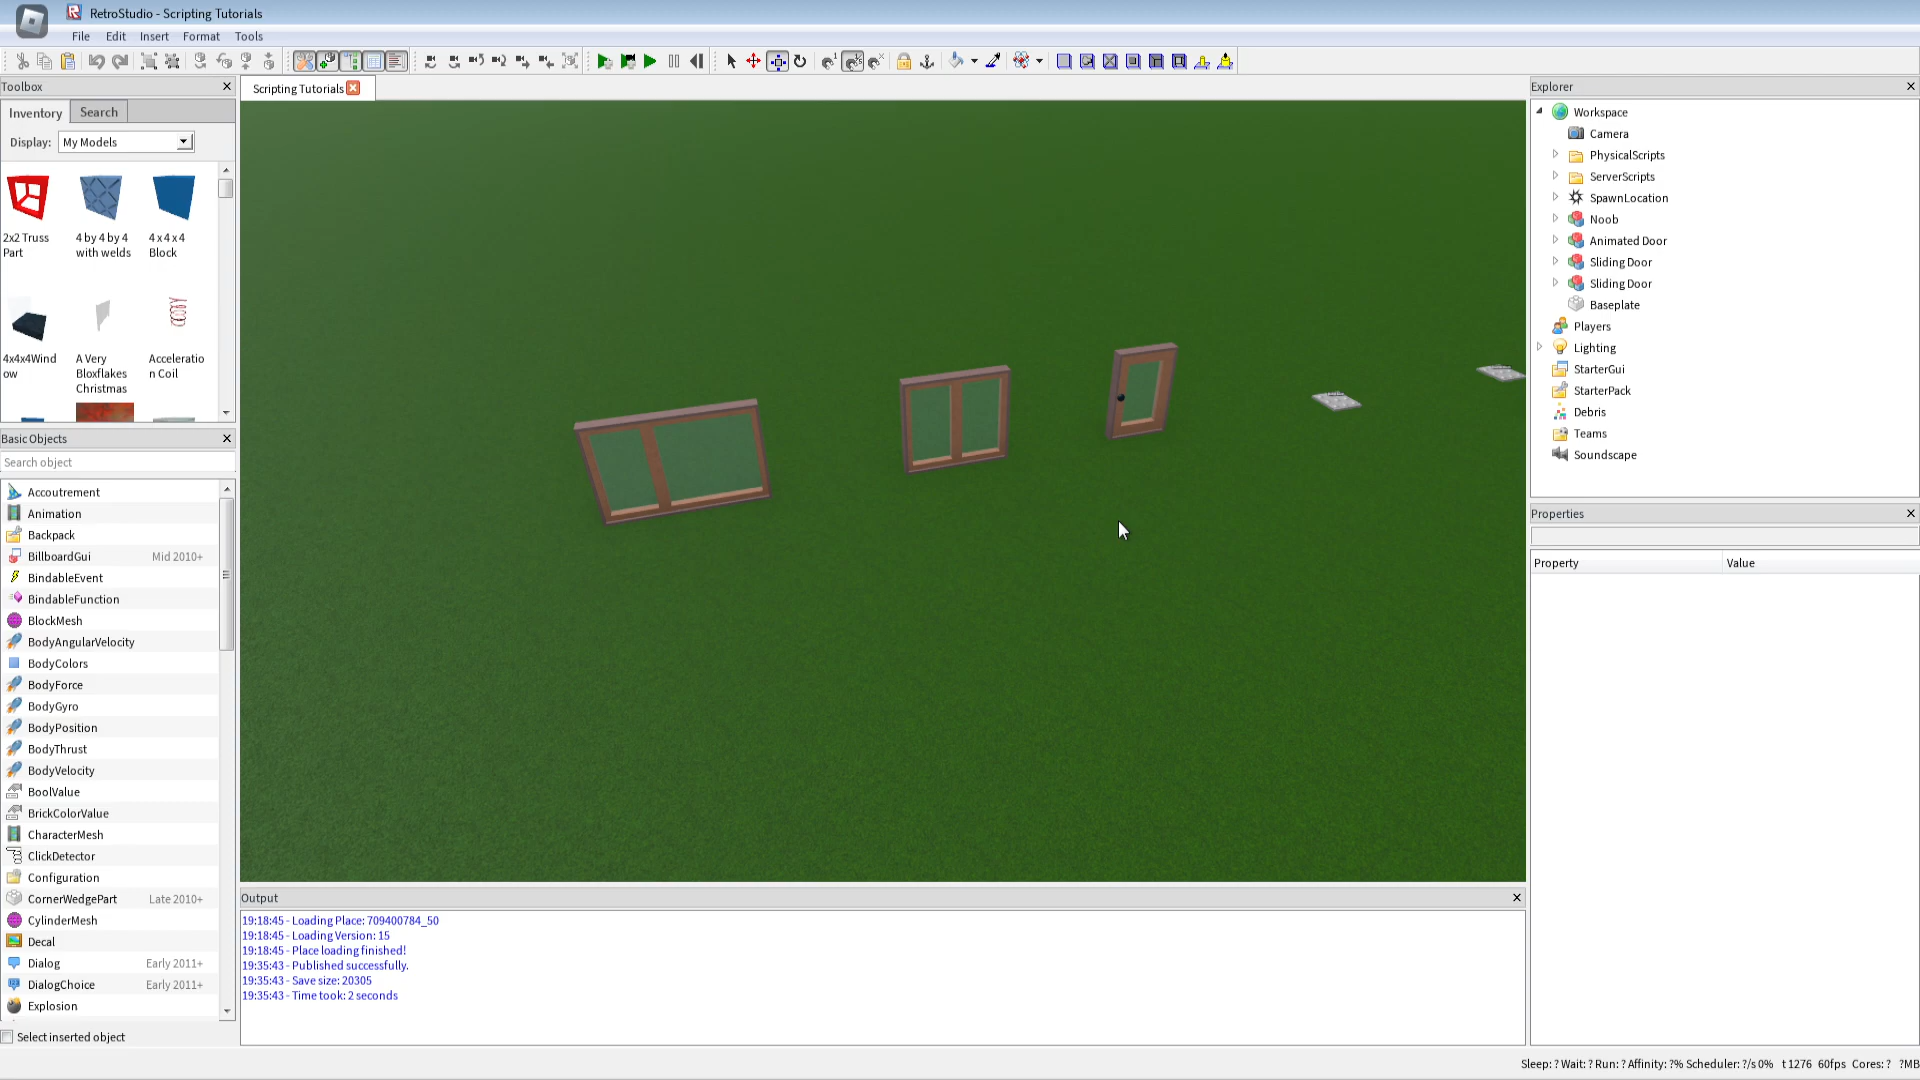 RetroStudio - Scripting Tutorials
File Edit Insert Format Tools
Toolbox
Inventory Search
Display: My Models
2x2 Truss Part
4 by 4 by 4 with welds
4 x 4 x 4 Block
4x4x4Window
A Very Bloxflakes Christmas
Acceleration Coil
Basic Objects
Search object
Accoutrement
Animation
Backpack
BillboardGui Mid 2010+
BindableEvent
BindableFunction
BlockMesh
BodyAngularVelocity
BodyColors
BodyForce
BodyGyro
BodyPosition
BodyThrust
BodyVelocity
BoolValue
BrickColorValue
CharacterMesh
ClickDetector
Configuration
CornerWedgePart Late 2010+
CylinderMesh
Decal
Dialog Early 2011+
DialogChoice Early 2011+
Explosion
Select inserted object
Scripting Tutorials
Output
19:18:45 - Loading Place: 709400784_50
19:18:45 - Loading Version: 15
19:18:45 - Place loading finished!
19:35:43 - Published successfully.
19:35:43 - Save size: 20305
19:35:43 - Time took: 2 seconds
Explorer
Workspace
Camera
PhysicalScripts
ServerScripts
SpawnLocation
Noob
Animated Door
Sliding Door
Sliding Door
Baseplate
Players
Lighting
StarterGui
StarterPack
Debris
Teams
Soundscape
Properties
Property Value
Sleep: ? Wait: ? Run: ? Affinity: ?% Scheduler: ?/s 0% t 1276 60fps Cores: ? ?MB